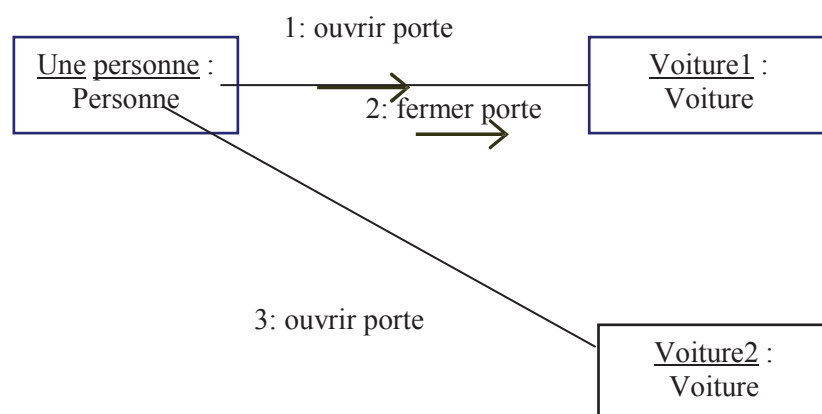 1: ouvrir porte
Une personne :
Personne
Voiture1 :
Voiture
2: fermer porte
3: ouvrir porte
Voiture2 :
Voiture